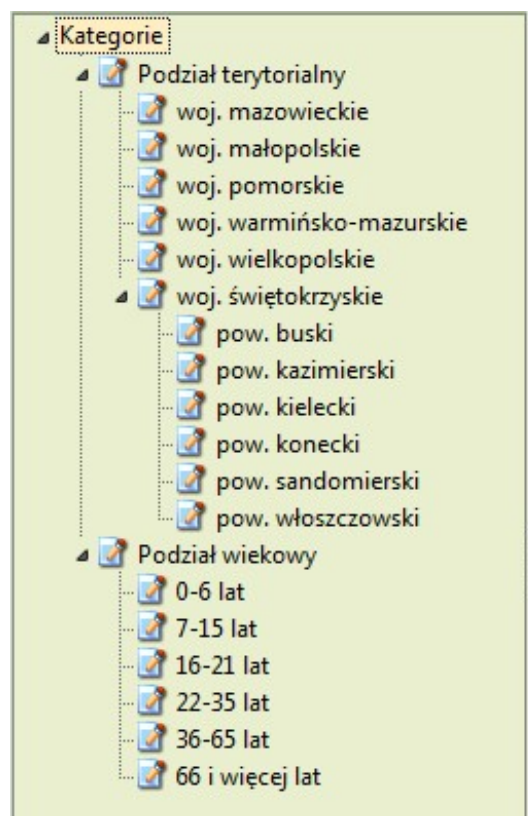 Kategorie
Podział terytorialny
woj. mazowieckie
woj. małopolskie
woj. pomorskie
woj. warmińsko-mazurskie
woj. wielkopolskie
woj. świętokrzyskie
pow. buski
pow. kazimierski
pow. kielecki
pow. konecki
pow. sandomierski
pow. włoszczowski
Podział wiekowy
0-6 lat
7-15 lat
16-21 lat
22-35 lat
36-65 lat
66 i więcej lat